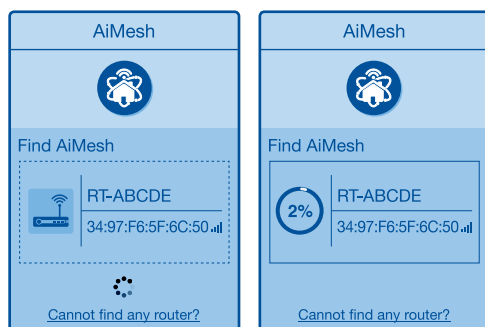 AiMesh
Find AiMesh
RT-ABCDE
34:97:F6:5F:6C:50
Cannot find any router?
AiMesh
Find AiMesh
2%
RT-ABCDE
34:97:F6:5F:6C:50
Cannot find any router?